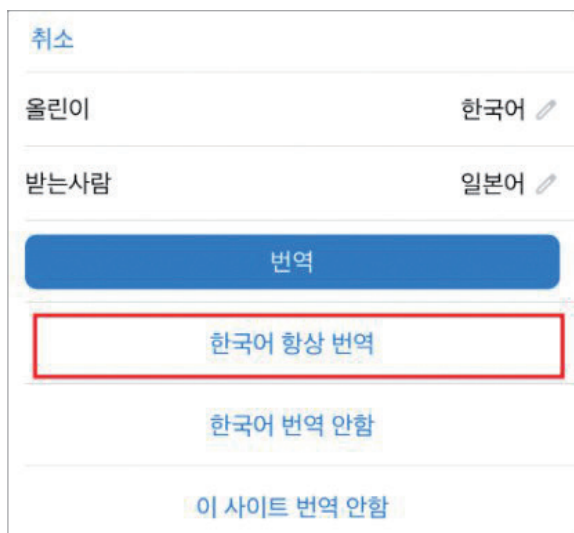 취소
올린이 한국어
받는사람 일본어
번역
한국어 항상 번역
한국어 번역 안함
이 사이트 번역 안함